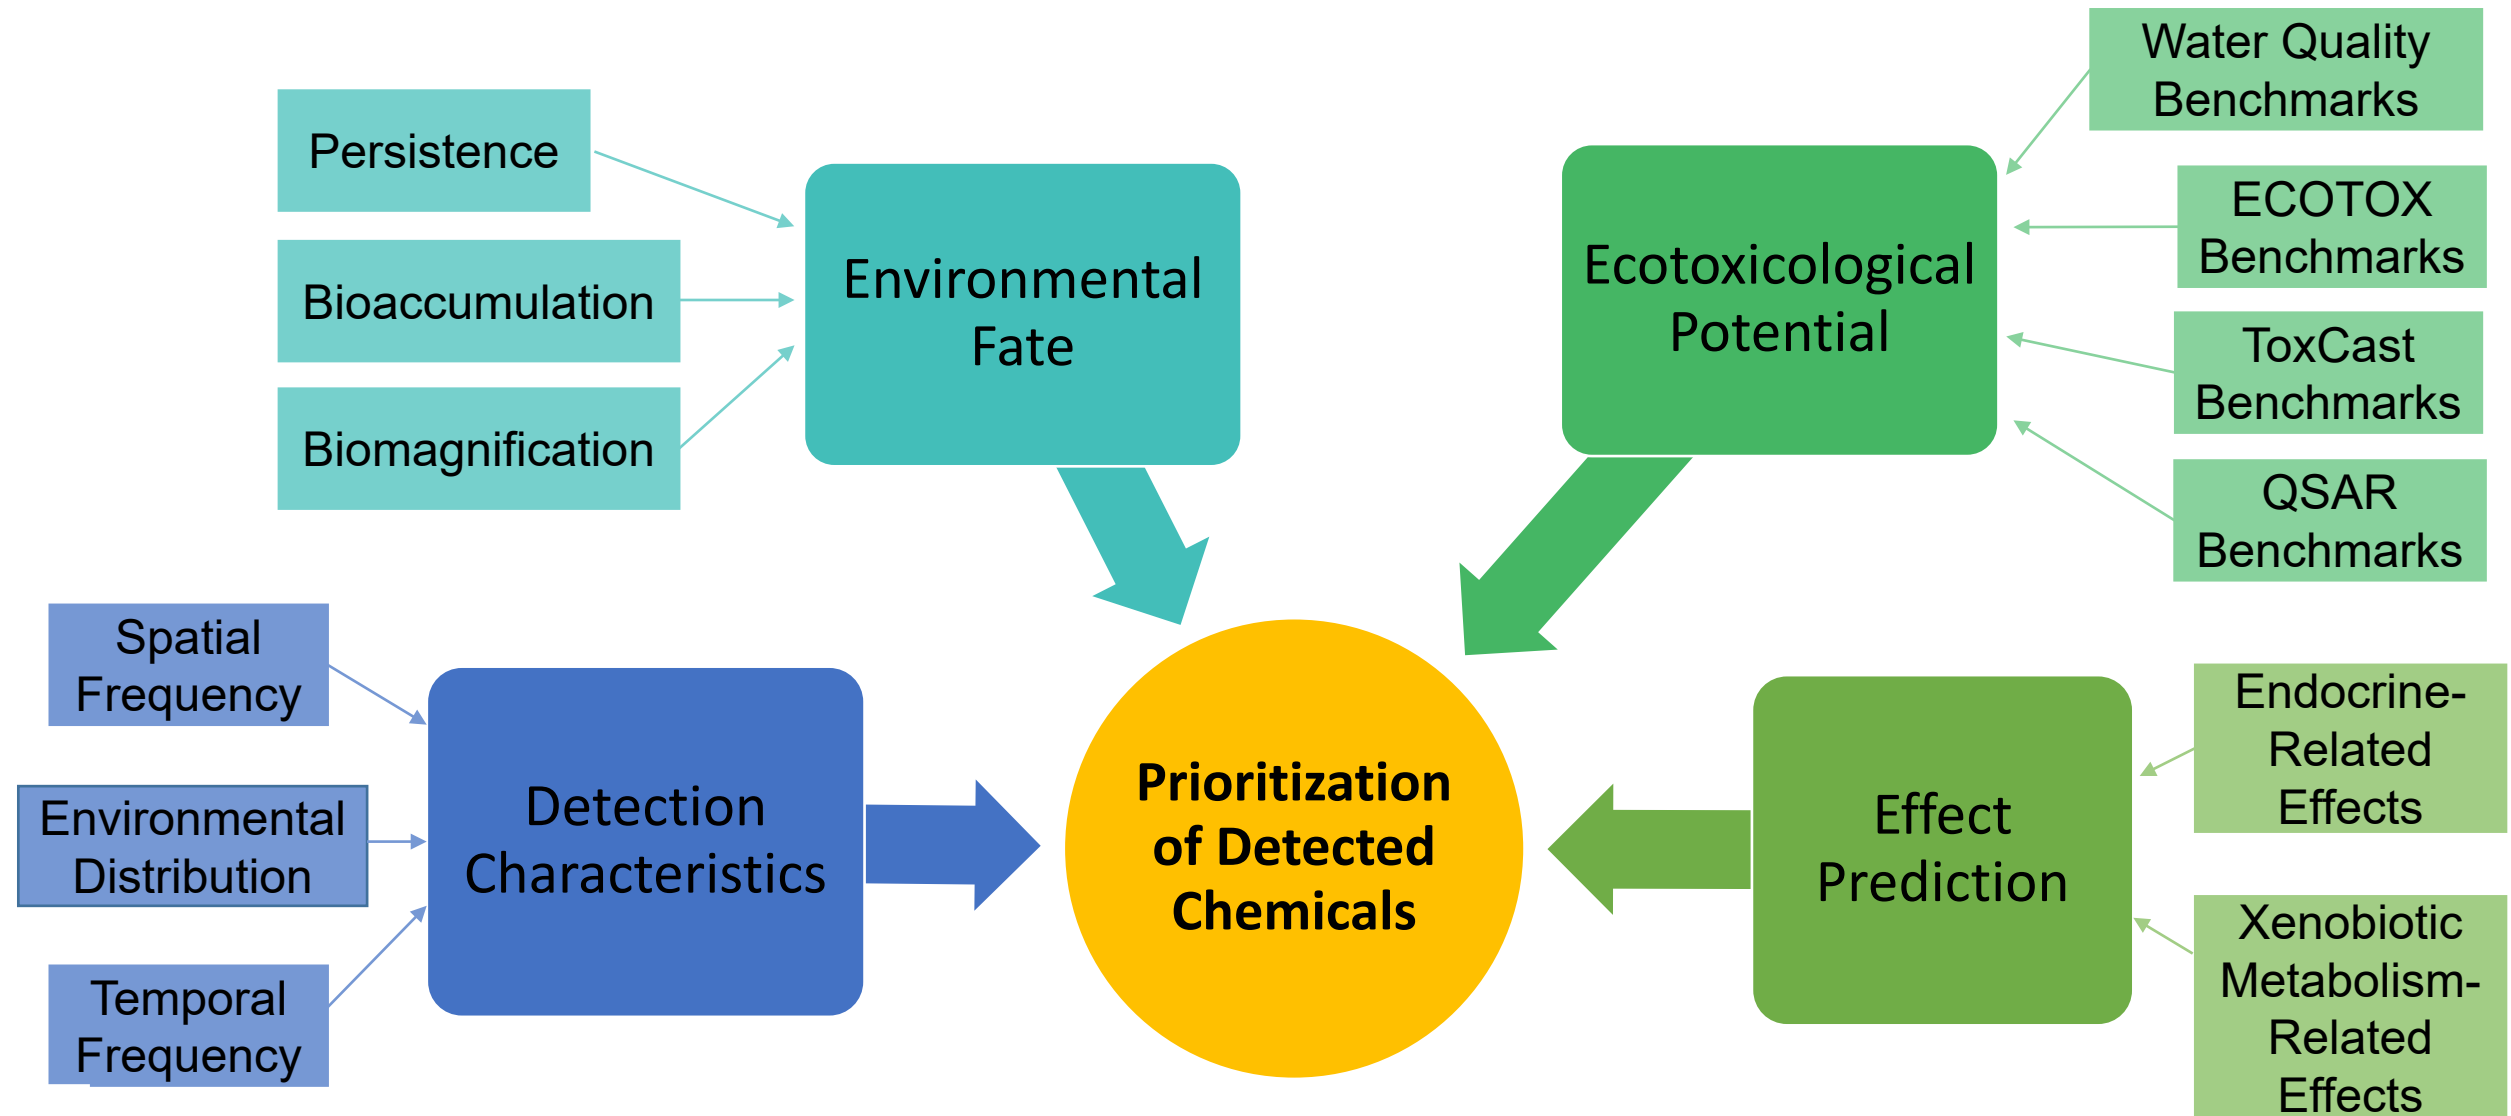 Persistence
Bioaccumulation
Biomagnification
Environmental
Fate
Ecotoxicological
Potential
Water Quality
Benchmarks
ECOTOX
Benchmarks
ToxCast
Benchmarks
QSAR
Benchmarks
Spatial
Frequency
Environmental
Distribution
Temporal
Frequency
Detection
Characteristics
Prioritization
of Detected
Chemicals
Effect
Prediction
Endocrine-
Related
Effects
Xenobiotic
Metabolism-
Related
Effects